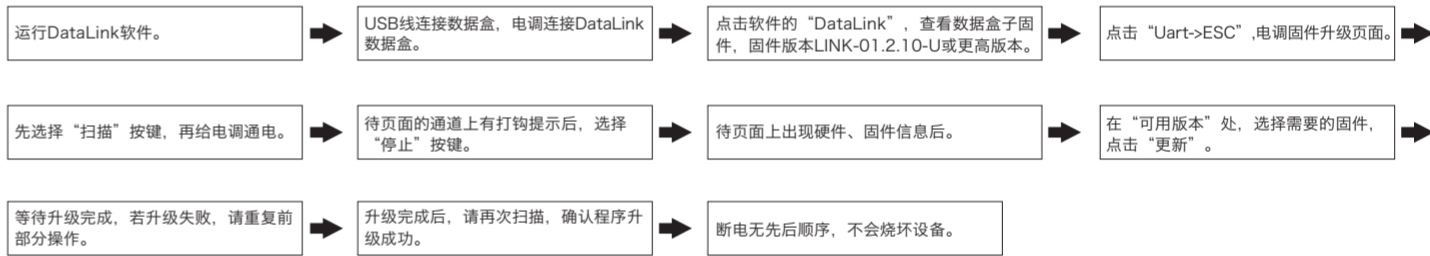 运行DataLink软件。
USB线连接数据盒，电调连接DataLink
数据盒。
点击软件的“DataLink”，查看数据盒子固
件，固件版本LINK-01.2.10-U或更高版本。
点击“Uart->ESC”,电调固件升级页面。
先选择“扫描”按键，再给电调通电。
待页面的通道上有打钩提示后，选择
“停止”按键。
待页面上出现硬件、固件信息后。
在“可用版本”处，选择需要的固件，
点击“更新”。
等待升级完成，若升级失败，请重复前
部分操作。
升级完成后，请再次扫描，确认程序升
级成功。
断电无先后顺序，不会烧坏设备。